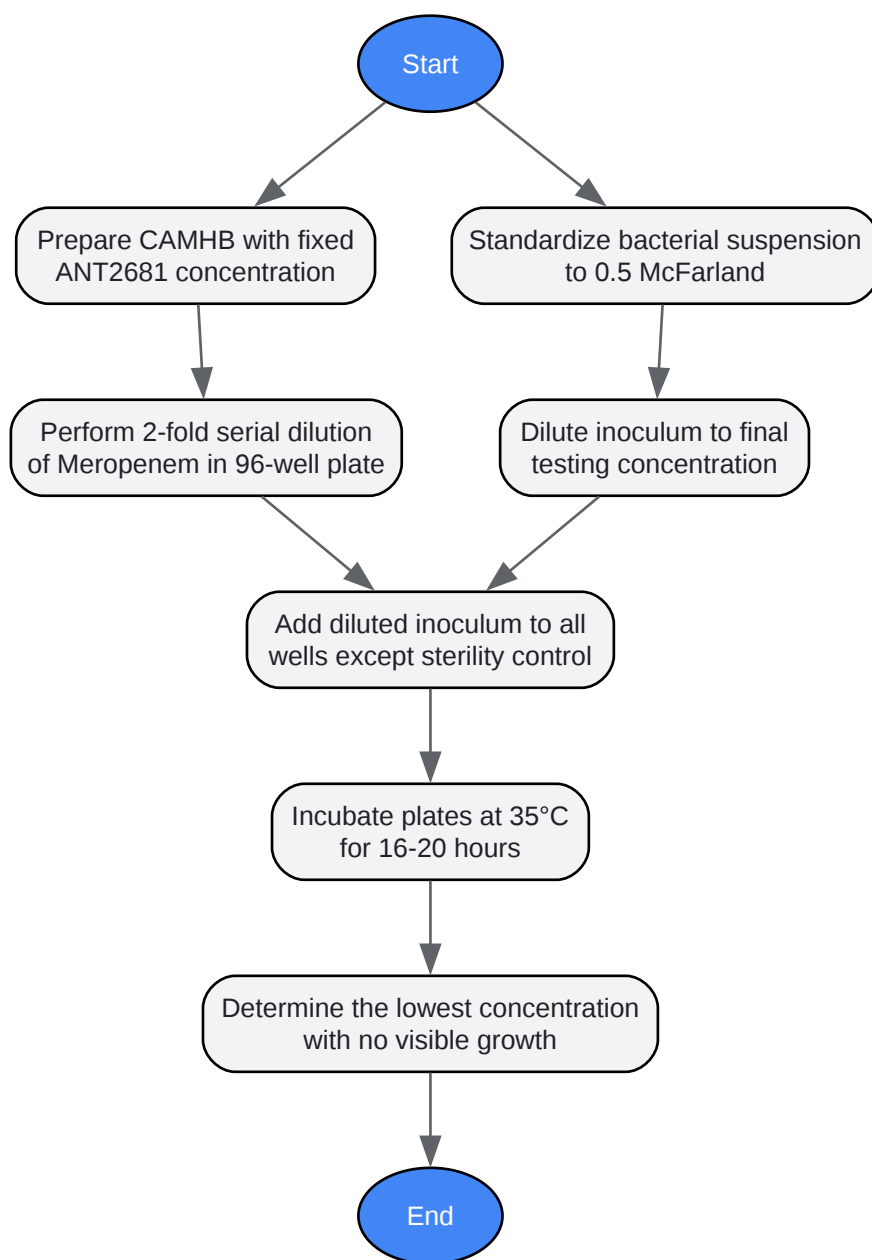 Start
Prepare CAMHB with fixed
ANT2681 concentration
Standardize bacterial suspension
to 0.5 McFarland
Perform 2-fold serial dilution
of Meropenem in 96-well plate
Dilute inoculum to final
testing concentration
Add diluted inoculum to all
wells except sterility control
Incubate plates at 35°C
for 16-20 hours
Determine the lowest concentration
with no visible growth
End